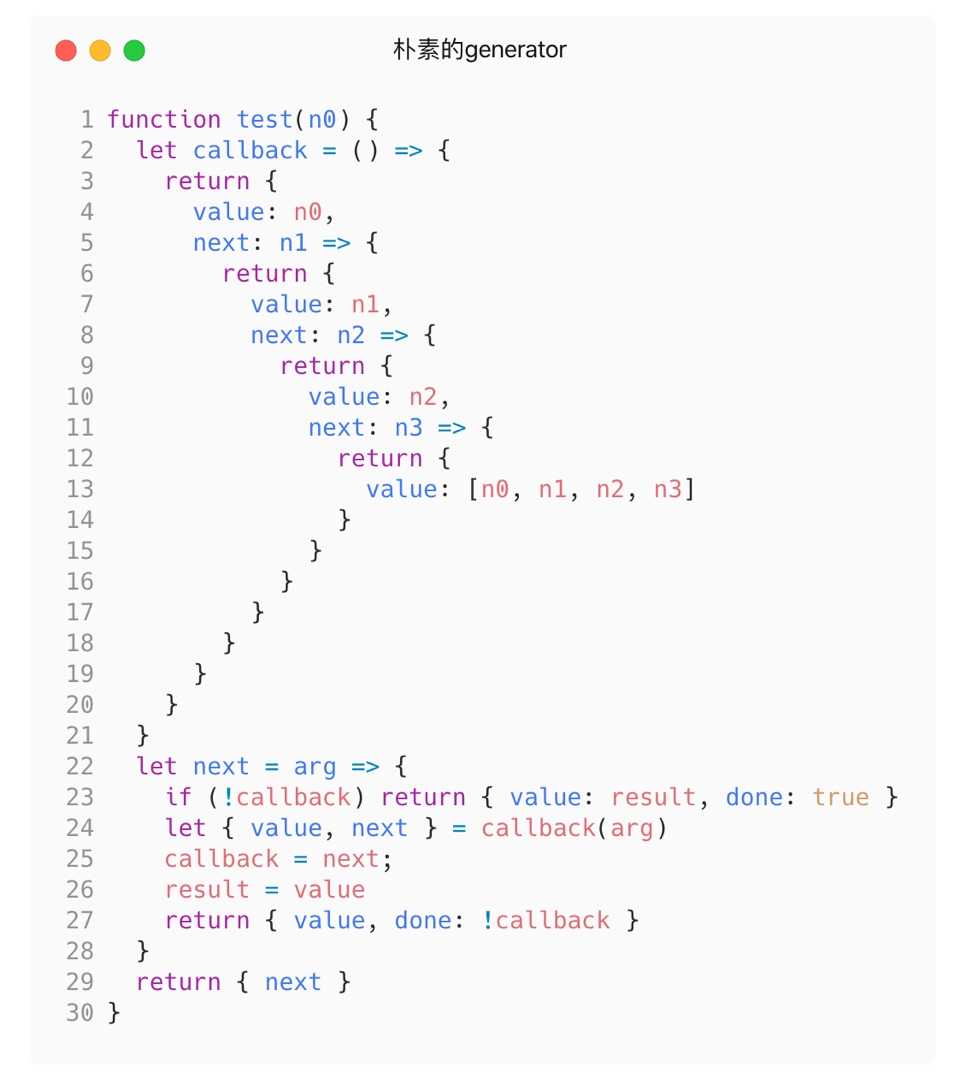 朴素的generator
1 function test(n0) {
2   let callback = () => {
3     return {
4       value: n0,
5       next: n1 => {
6         return {
7           value: n1,
8           next: n2 => {
9             return {
10               value: n2,
11               next: n3 => {
12                 return {
13                   value: [n0, n1, n2, n3]
14                 }
15               }
16             }
17           }
18         }
19       }
20     }
21   }
22   let next = arg => {
23     if (!callback) return { value: result, done: true }
24     let { value, next } = callback(arg)
25     callback = next;
26     result = value
27     return { value, done: !callback }
28   }
29   return { next }
30 }